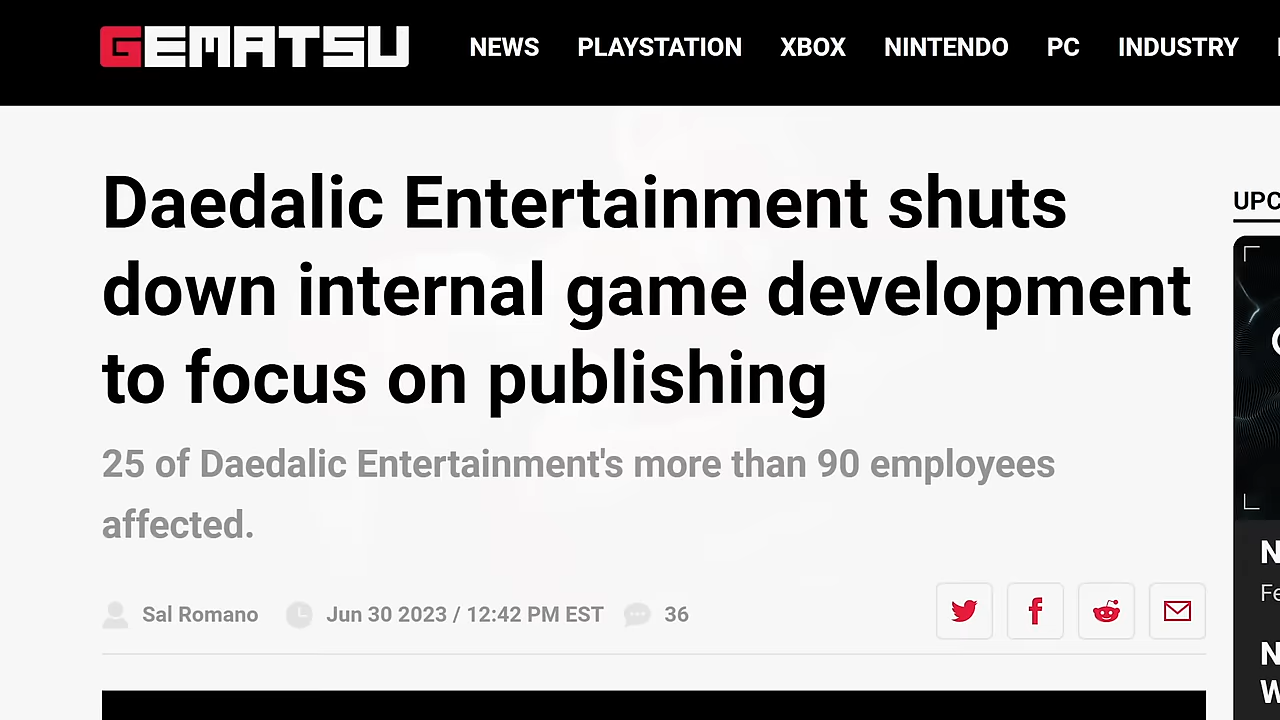 GEMATSU NEWS PLAYSTATION XBOX NINTENDO PC INDUSTRY
Daedalic Entertainment shuts
down internal game development
to focus on publishing
25 of Daedalic Entertainment's more than 90 employees
affected.
Sal Romano Jun 30 2023 / 12:42 PM EST 36